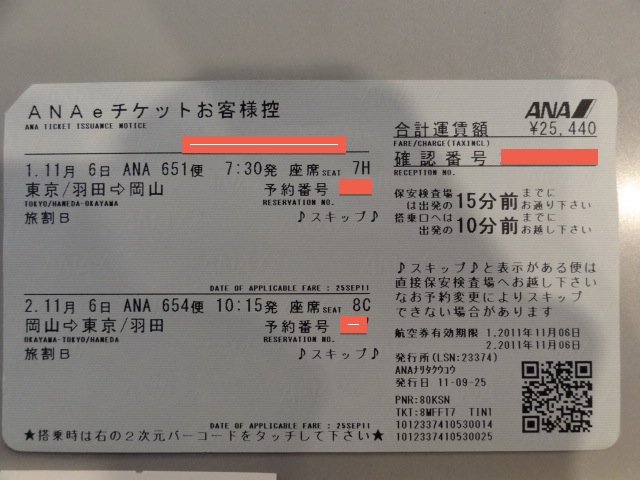 ANAeチケットお客様控
ANA TICKET ISSUANCE NOTICE
ANA
合計運賃額 ¥25,440
FARE/CHARGE(TAXINCL)
確認番号
RECEPTION NO.
1.11月 6日 ANA 651便 7:30発 座席SEAT 7H
東京/羽田⇨岡山 予約番号
TOKYO/HANEDA-OKAYAMA RESERVATION NO.
旅割B ♪スキップ♪
DATE OF APPLICABLE FARE : 25SEP11
2.11月 6日 ANA 654便 10:15発 座席SEAT 8C
岡山⇨東京/羽田 予約番号
OKAYAMA-TOKYO/HANEDA RESERVATION NO.
旅割B ♪スキップ♪
DATE OF APPLICABLE FARE : 25SEP11
★搭乗時は右の2次元バーコードをタッチして下さい★
保安検査場は出発の15分前までにお通り下さい
搭乗口へは出発の10分前までにお越し下さい
♪スキップ♪と表示がある便は
直接保安検査場へお越し下さい
なお予約変更によりスキップ
できない場合があります
航空券有効期限 1.2011年11月06日
2.2011年11月06日
発行所(LSN:23374)
ANAナリタクウコウ
発行日 11-09-25
PNR:80KSN
TKT:8MFF17 TIN1
1012337410530014
1012337410530025